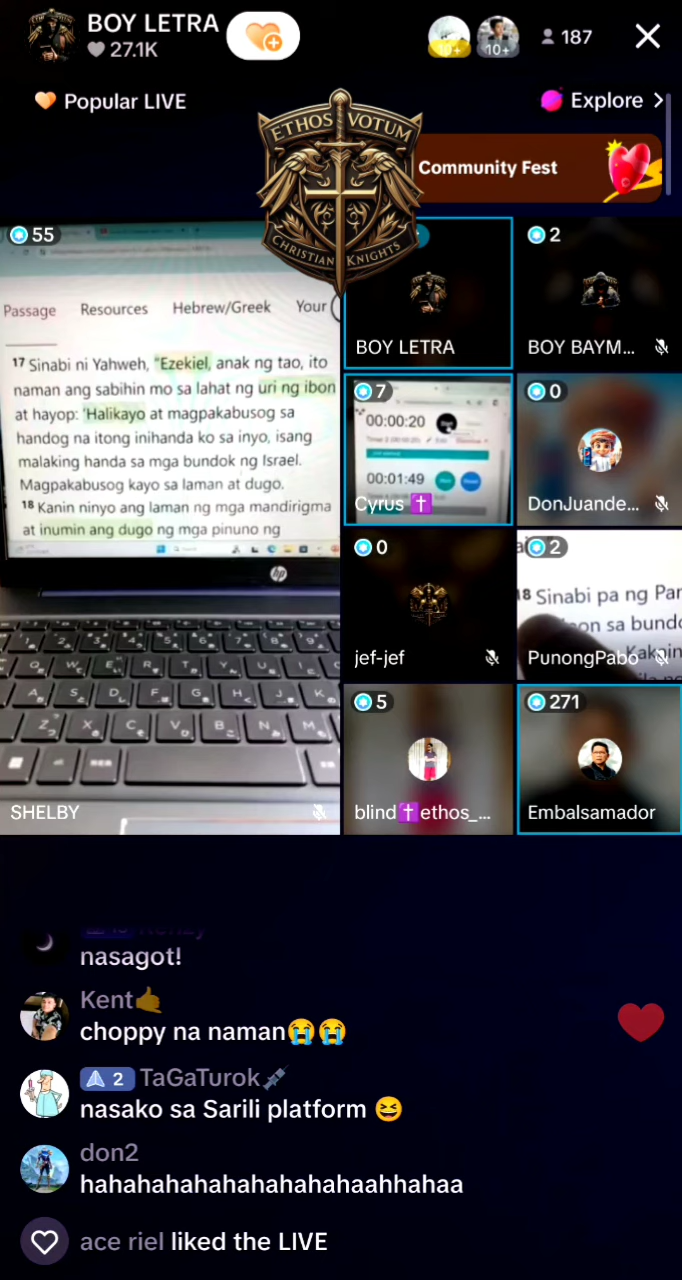 BOY LETRA
27.1K
10+
10+
187
Popular LIVE
Explore
ETHOS VOTUM
CHRISTIAN KNIGHTS
Community Fest
55
Passage
Resources
Hebrew/Greek
Your
17 Sinabi ni Yahweh, "Ezekiel, anak ng tao, ito
naman ang sabihin mo sa lahat ng uri ng ibon
at hayop: 'Halikayo at magpakabusog sa
handog na itong inihanda ko sa inyo, isang
malaking handa sa mga bundok ng Israel.
Magpakabusog kayo sa laman at dugo.
18 Kanin ninyo ang laman ng mga mandirigma
at inumin ang dugo ng mga pinuno ng
hp
SHELBY
BOY LETRA
2
BOY BAYM...
7
00:00:20
00:01:49
Cyrus ✝️
0
DonJuande...
0
jef-jef
2
18 Sinabi pa ng
sa
PunongPabo
5
blind✝️ethos_...
271
Embalsamador
nasagot!
Kent🤙
choppy na naman😭😭
2 TaGaTurok💉
nasako sa Sarili platform 😆
don2
hahahahahahahahahahaahhahaa
ace riel liked the LIVE